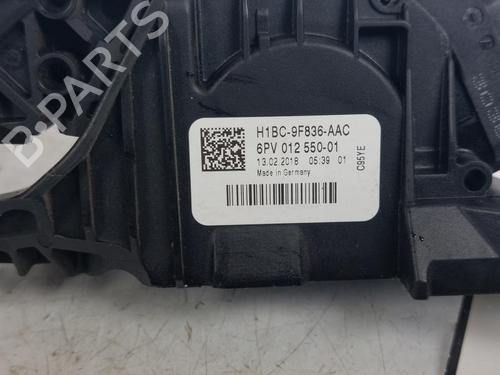 H1BC-9F836-AAC
6PV 012 550-01
13.02.2018 05:39 01
Made in Germany
C95YE
B-PARTS